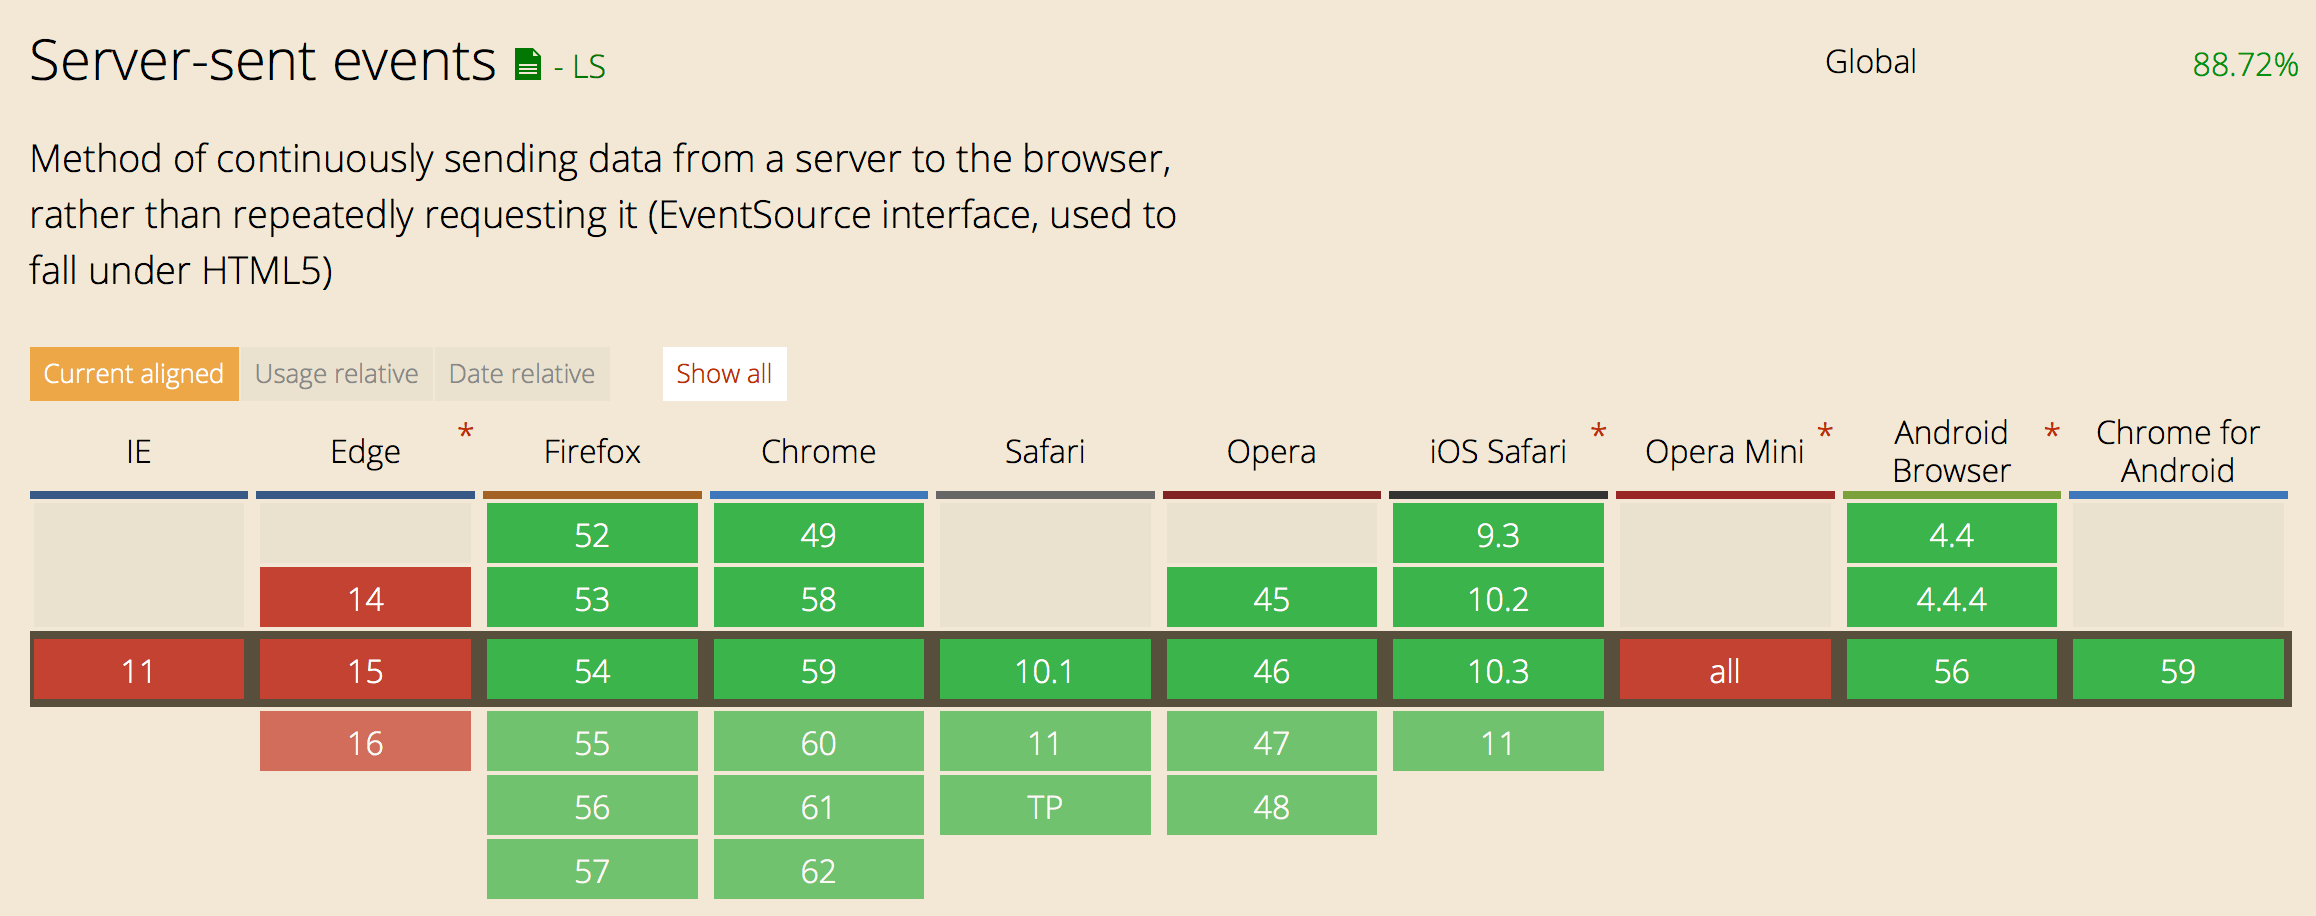 Server-sent events - LS Global 88.72%
Method of continuously sending data from a server to the browser,
rather than repeatedly requesting it (EventSource interface, used to
fall under HTML5)
Current aligned Usage relative Date relative Show all
IE Edge * Firefox Chrome Safari Opera iOS Safari * Opera Mini * Android Browser * Chrome for Android
52 49 9.3 4.4
14 53 58 45 10.2 4.4.4
11 15 54 59 10.1 46 10.3 all 56 59
16 55 60 11 47 11
56 61 TP 48
57 62